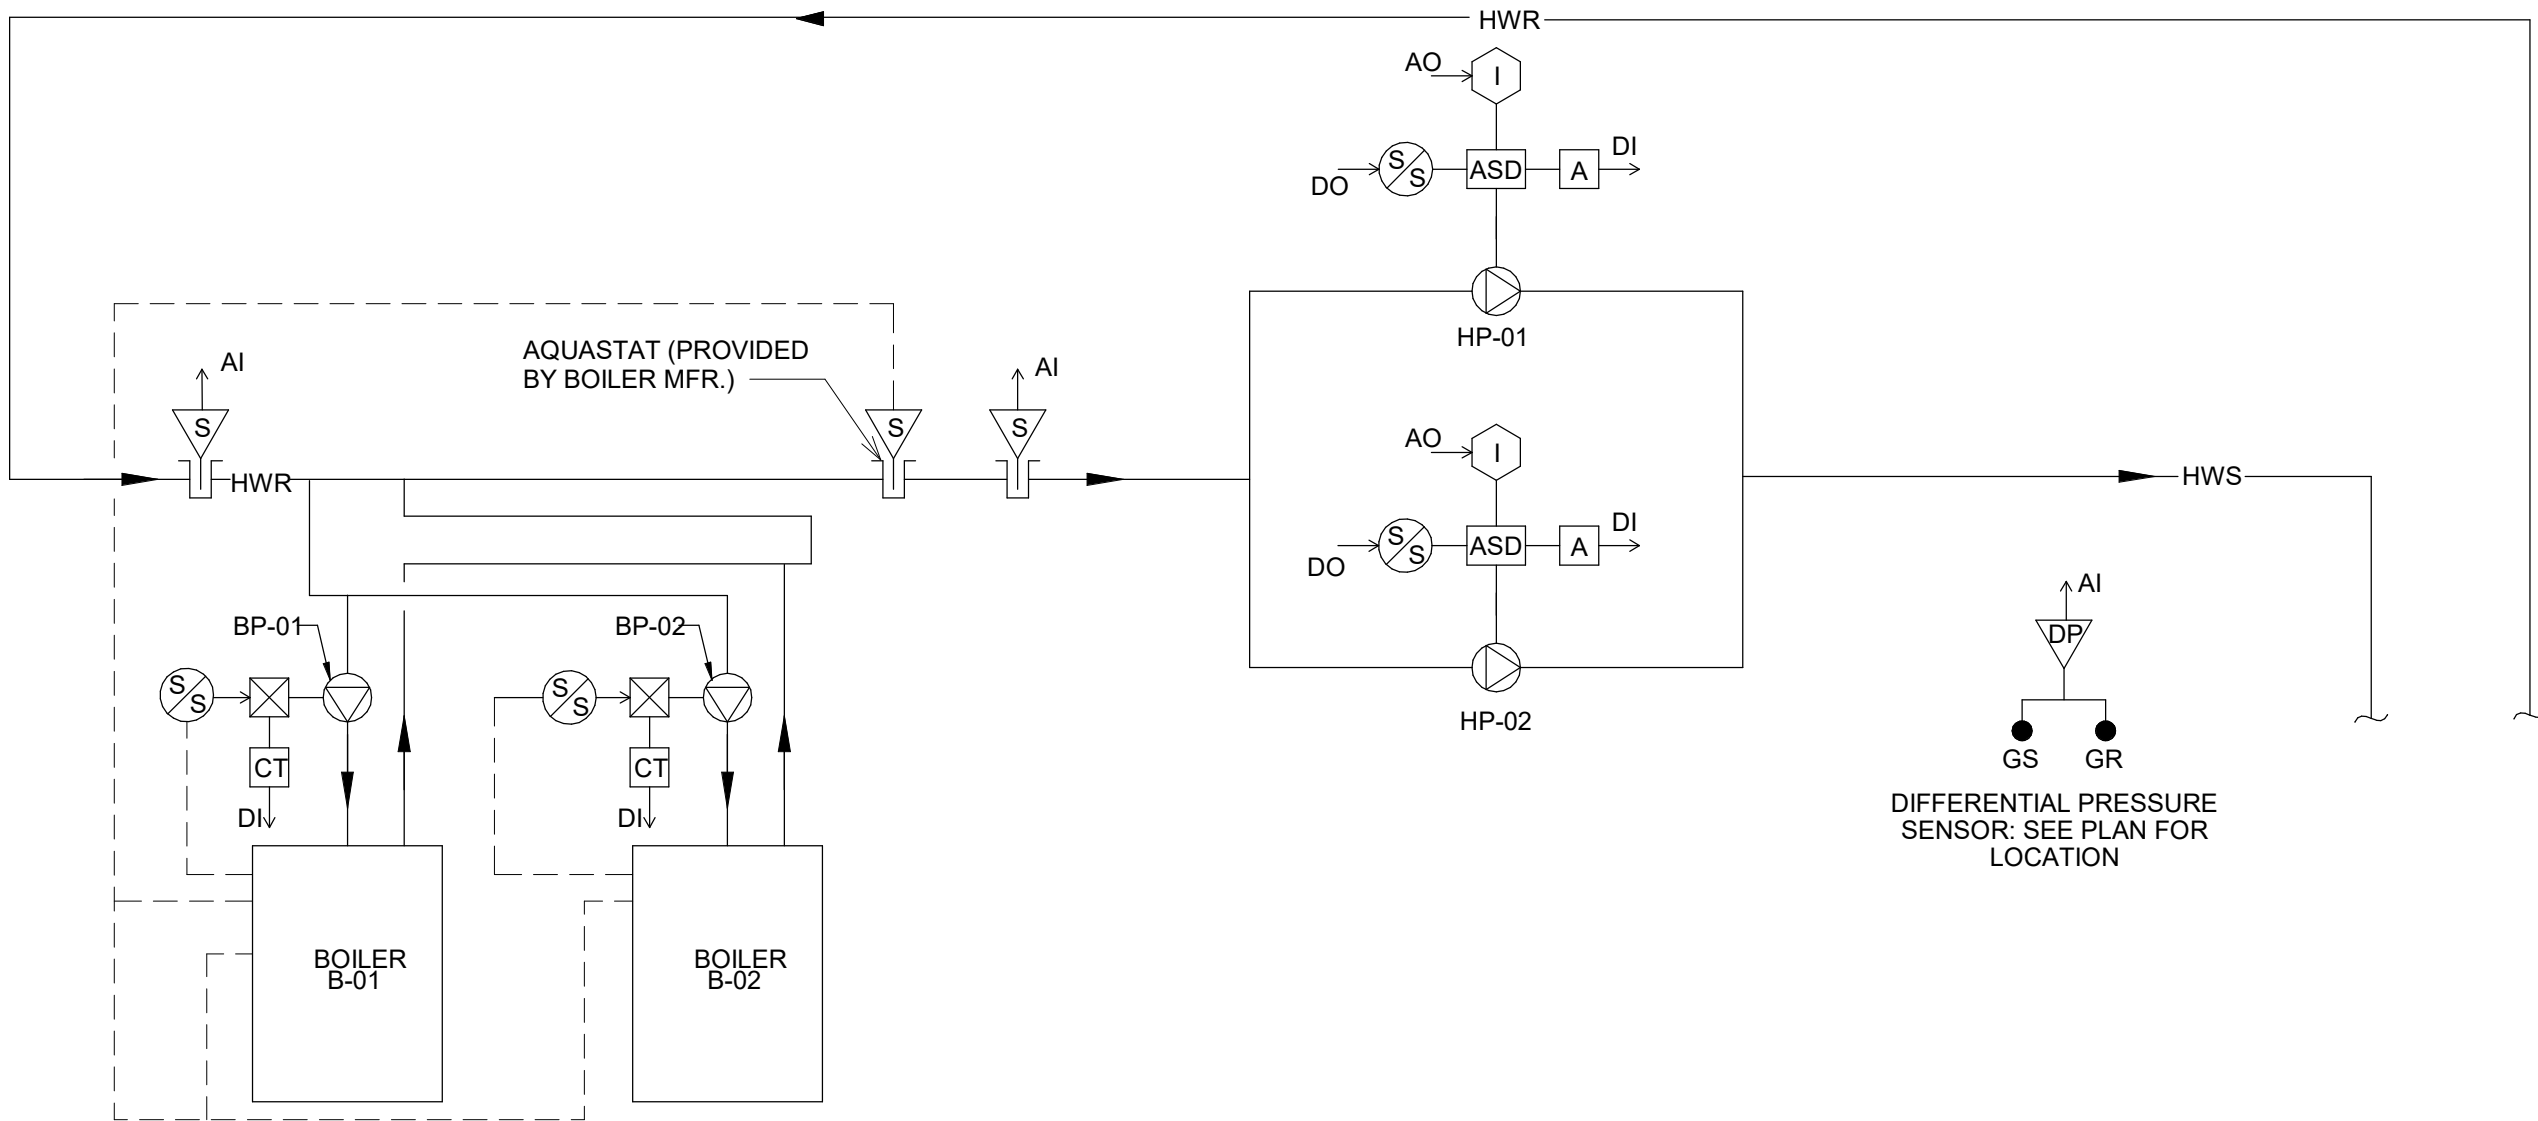 HWR
AO
I
DO
S/S
ASD
A
DI
HP-01
AQUASTAT (PROVIDED
BY BOILER MFR.)
AI
S
HWR
S
S
AI
AO
I
DO
S/S
ASD
A
DI
HP-02
HWS
AI
DP
GS
GR
DIFFERENTIAL PRESSURE
SENSOR: SEE PLAN FOR
LOCATION
BP-01
S/S
CT
DI
BP-02
S/S
CT
DI
BOILER
B-01
BOILER
B-02